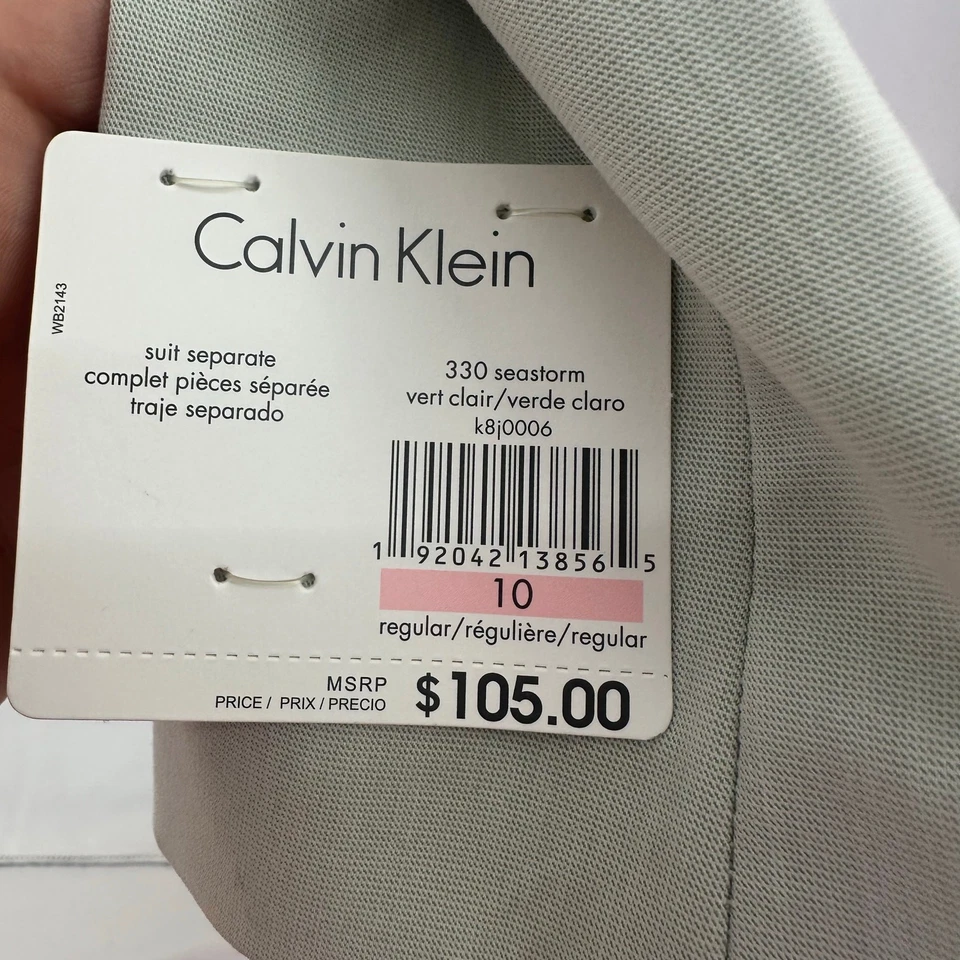 Calvin Klein
WB2143
suit separate
complet pièces séparée
traje separado
330 seastorm
vert clair/verde claro
k8j0006
1 92042 13856 5
10
regular/régulière/regular
MSRP
PRICE / PRIX / PRECIO
$105.00